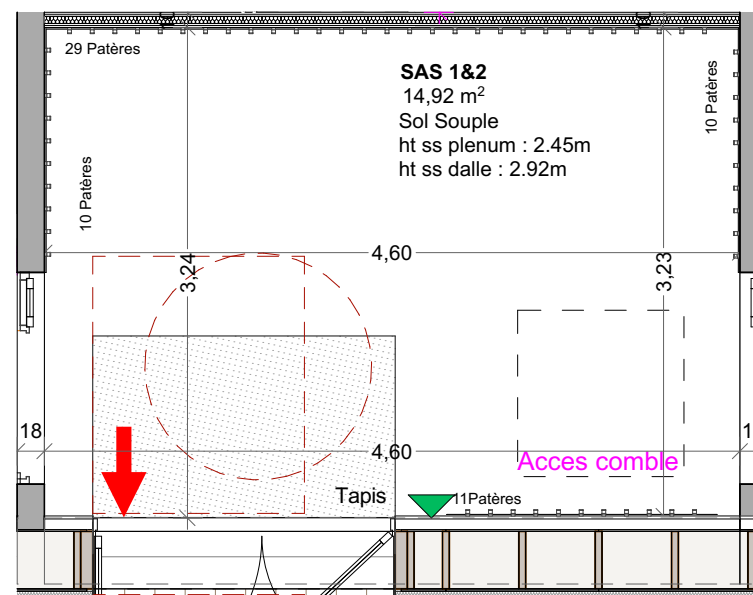 29 Patères
SAS 1&2
14,92 m²
Sol Souple
ht ss plenum : 2.45m
ht ss dalle : 2.92m
10 Patères
10 Patères
4,60
3,24
3,23
18
4,60
1
Acces comble
Tapis
11Patères